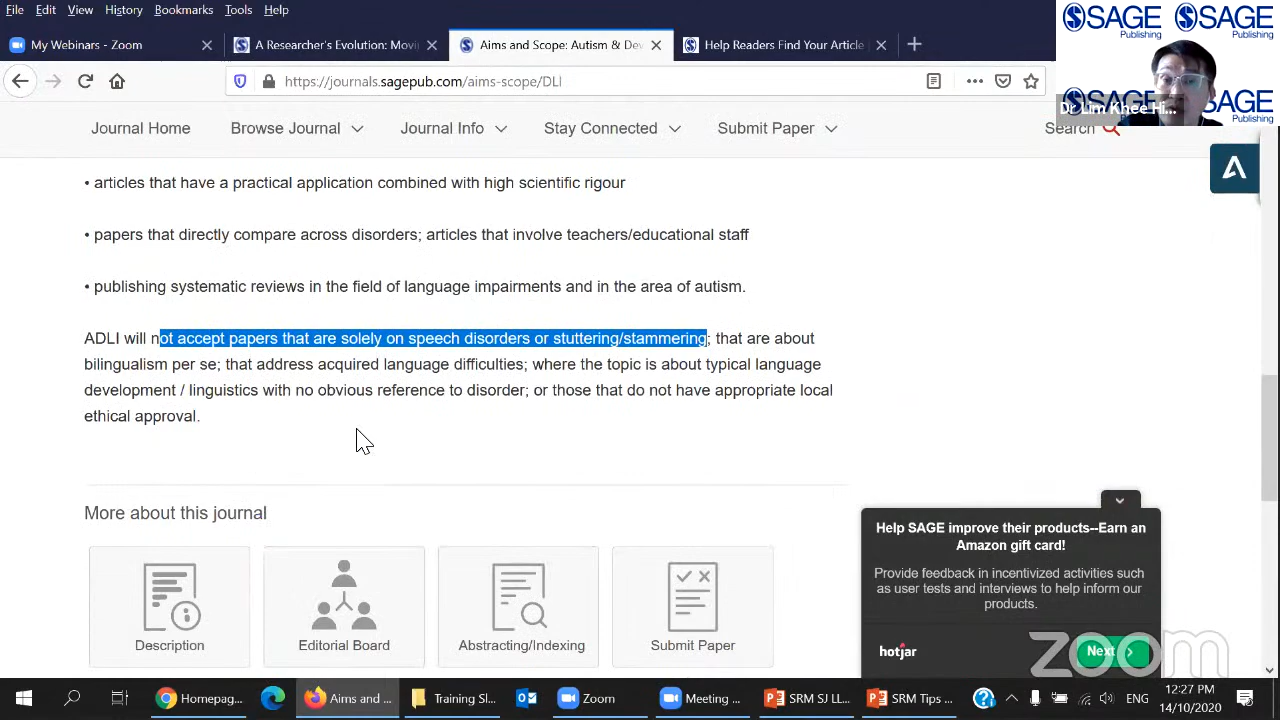 File Edit View History Bookmarks Tools Help
SAGE Publishing SAGE Publishing
My Webinars - Zoom
A Researcher's Evolution: Movi
Aims and Scope: Autism & De
Help Readers Find Your Article
https://journals.sagepub.com/aims-scope/DLI
Dr Lim Khee Hi...
Publishing
Journal Home Browse Journal Journal Info Stay Connected Submit Paper Search
• articles that have a practical application combined with high scientific rigour
• papers that directly compare across disorders; articles that involve teachers/educational staff
• publishing systematic reviews in the field of language impairments and in the area of autism.
ADLI will not accept papers that are solely on speech disorders or stuttering/stammering; that are about
bilingualism per se; that address acquired language difficulties; where the topic is about typical language
development / linguistics with no obvious reference to disorder; or those that do not have appropriate local
ethical approval.
More about this journal
Description
Editorial Board
Abstracting/Indexing
Submit Paper
Help SAGE improve their products--Earn an
Amazon gift card!
Provide feedback in incentivized activities such
as user tests and interviews to help inform our
products.
hotjar
Next
zoom
Homepag...
Aims and ...
Training Sl...
Zoom
Meeting ...
SRM SJ LL...
SRM Tips ...
ENG
12:27 PM
14/10/2020